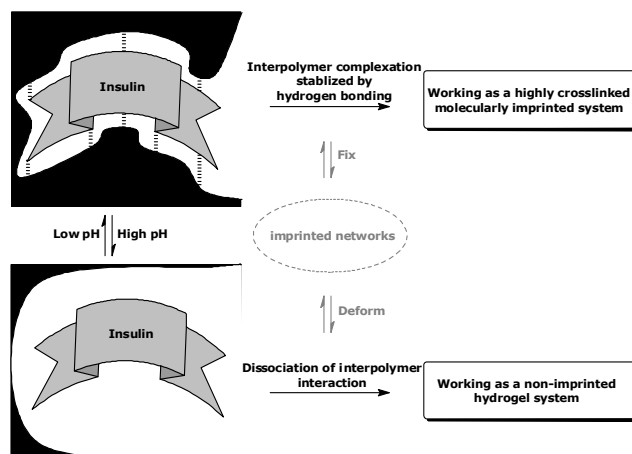 Insulin
Interpolymer complexation
stablized by
hydrogen bonding
Working as a highly crosslinked
molecularly imprinted system
Fix
Low pH
High pH
imprinted networks
Deform
Insulin
Dissociation of interpolymer
interaction
Working as a non-imprinted
hydrogel system